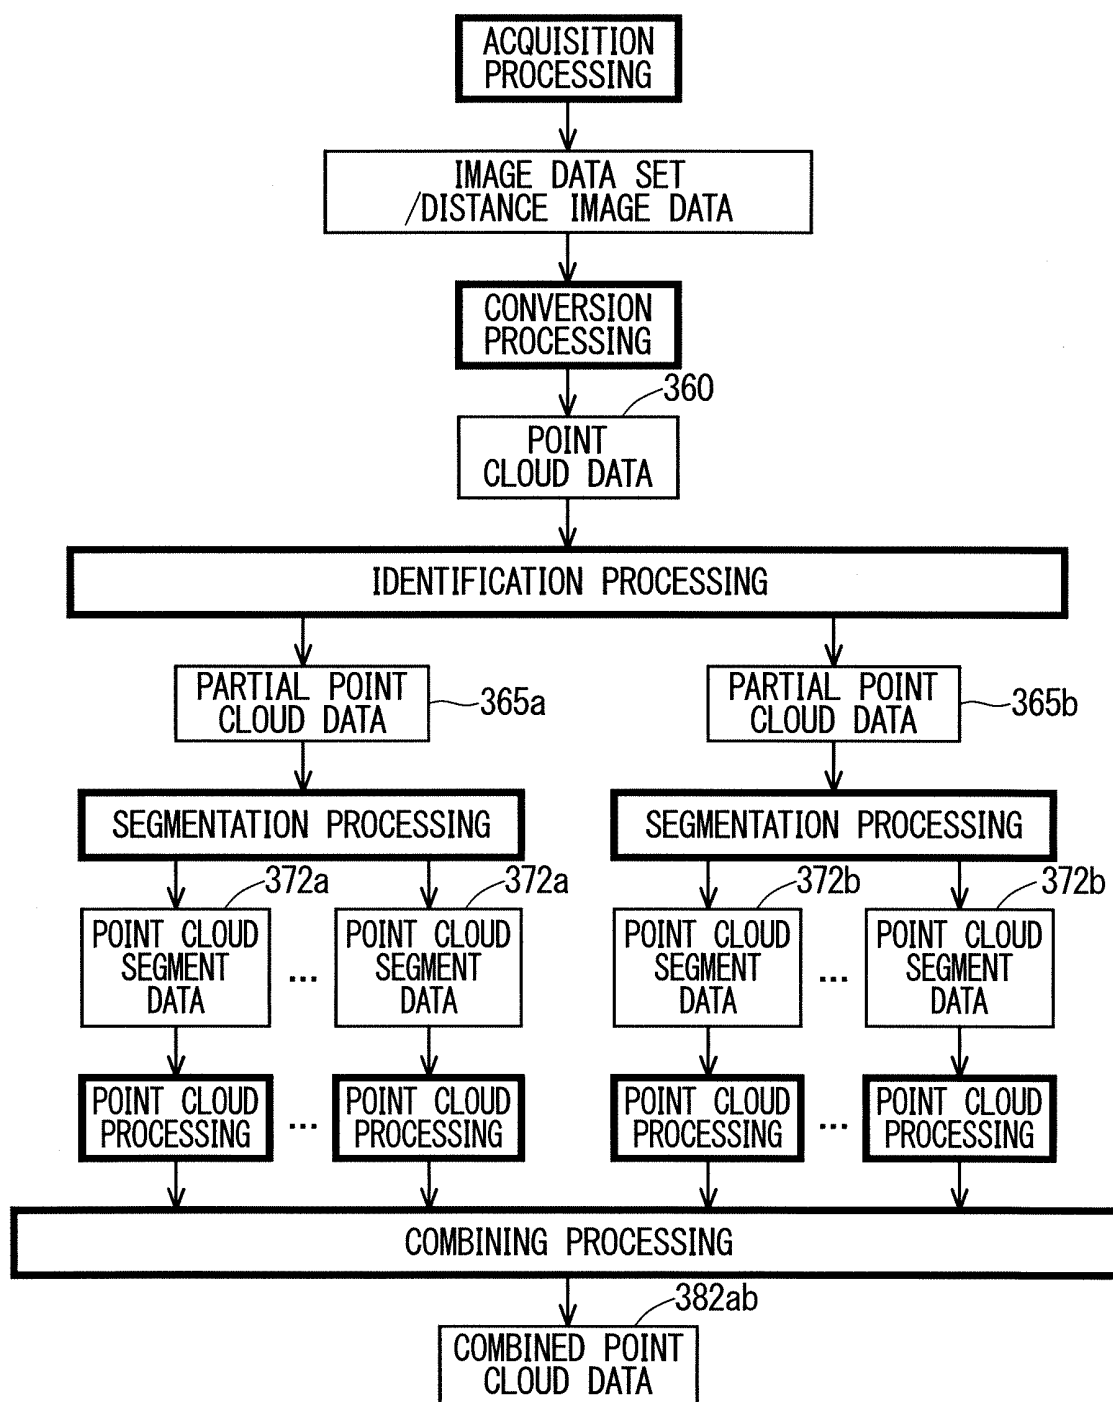 ACQUISITION
PROCESSING
IMAGE DATA SET
/DISTANCE IMAGE DATA
CONVERSION
PROCESSING
360
POINT
CLOUD DATA
IDENTIFICATION PROCESSING
PARTIAL POINT
CLOUD DATA
365a
PARTIAL POINT
CLOUD DATA
365b
SEGMENTATION PROCESSING
SEGMENTATION PROCESSING
372a
372a
372b
372b
POINT CLOUD
SEGMENT
DATA
...
POINT CLOUD
SEGMENT
DATA
POINT CLOUD
SEGMENT
DATA
...
POINT CLOUD
SEGMENT
DATA
POINT CLOUD
PROCESSING
...
POINT CLOUD
PROCESSING
POINT CLOUD
PROCESSING
...
POINT CLOUD
PROCESSING
COMBINING PROCESSING
382ab
COMBINED POINT
CLOUD DATA